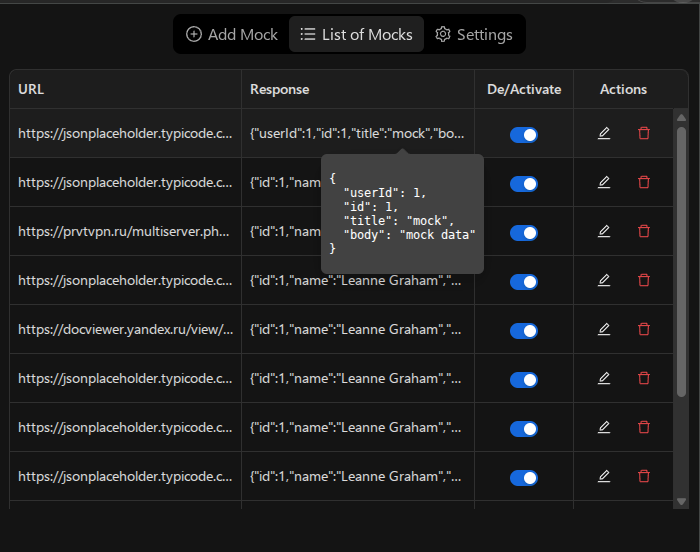 Add Mock List of Mocks Settings
URL Response De/Activate Actions
https://jsonplaceholder.typicode.c... {"userId":1,"id":1,"title":"mock","bo...
{
"userId": 1,
"id": 1,
"title": "mock",
"body": "mock data"
}
https://jsonplaceholder.typicode.c... {"id":1,"nam
https://prvtvpn.ru/multiserver.ph... {"id":1,"nam
https://jsonplaceholder.typicode.c... {"id":1,"name":"Leanne Graham","...
https://docviewer.yandex.ru/view/... {"id":1,"name":"Leanne Graham","...
https://jsonplaceholder.typicode.c... {"id":1,"name":"Leanne Graham","...
https://jsonplaceholder.typicode.c... {"id":1,"name":"Leanne Graham","...
https://jsonplaceholder.typicode.c... {"id":1,"name":"Leanne Graham","...